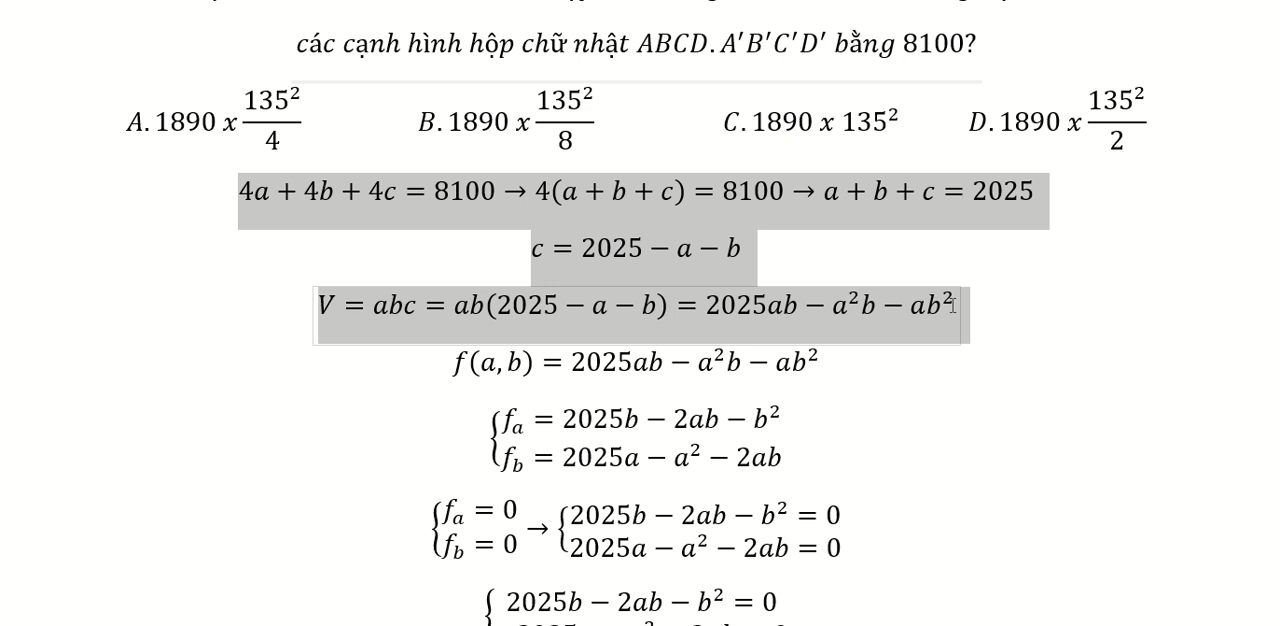 các cạnh hình hộp chữ nhật ABCD.A′B′C′D′ bằng 8100?
A. 1890 x 135²/4 B. 1890 x 135²/8 C. 1890 x 135² D. 1890 x 135²/2
4a + 4b + 4c = 8100 → 4(a + b + c) = 8100 → a + b + c = 2025
c = 2025 − a − b
V = abc = ab(2025 − a − b) = 2025ab − a²b − ab²
f(a, b) = 2025ab − a²b − ab²
{fₐ = 2025b − 2ab − b²
f_b = 2025a − a² − 2ab
{fₐ = 0 → {2025b − 2ab − b² = 0
f_b = 0 2025a − a² − 2ab = 0
{ 2025b − 2ab − b² = 0